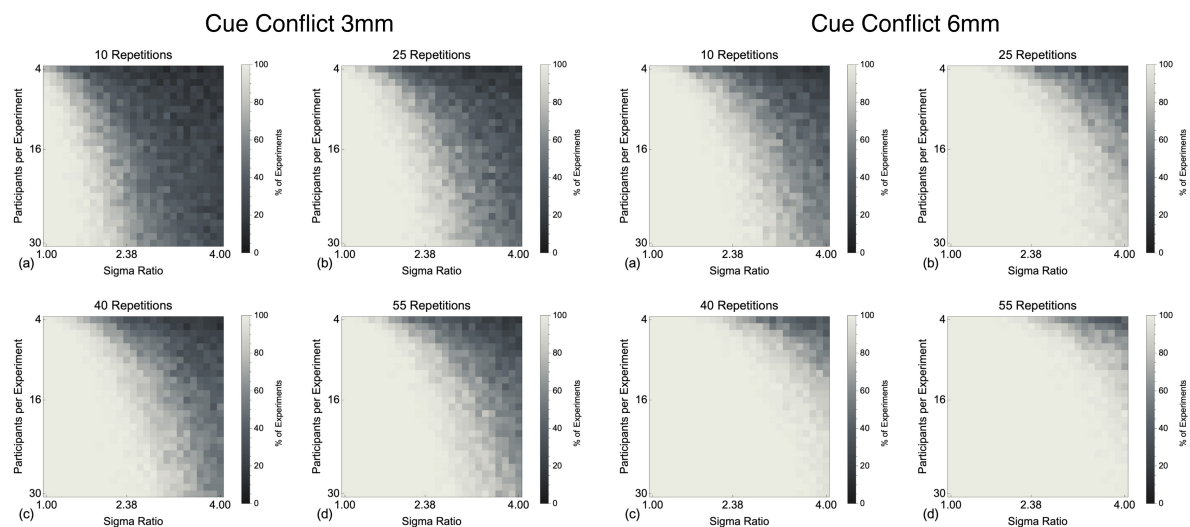 Cue Conflict 3mm
Cue Conflict 6mm
10 Repetitions
4
16
30
Participants per Experiment
1.00
2.38
4.00
Sigma Ratio
(a)
100
80
60
40
20
0
% of Experiments
25 Repetitions
4
16
30
Participants per Experiment
1.00
2.38
4.00
Sigma Ratio
(b)
100
80
60
40
20
0
% of Experiments
10 Repetitions
4
16
30
Participants per Experiment
1.00
2.38
4.00
Sigma Ratio
(a)
100
80
60
40
20
0
% of Experiments
25 Repetitions
4
16
30
Participants per Experiment
1.00
2.38
4.00
Sigma Ratio
(b)
100
80
60
40
20
0
% of Experiments
40 Repetitions
4
16
30
Participants per Experiment
1.00
2.38
4.00
Sigma Ratio
(c)
100
80
60
40
20
0
% of Experiments
55 Repetitions
4
16
30
Participants per Experiment
1.00
2.38
4.00
Sigma Ratio
(d)
100
80
60
40
20
0
% of Experiments
40 Repetitions
4
16
30
Participants per Experiment
1.00
2.38
4.00
Sigma Ratio
(c)
100
80
60
40
20
0
% of Experiments
55 Repetitions
4
16
30
Participants per Experiment
1.00
2.38
4.00
Sigma Ratio
(d)
100
80
60
40
20
0
% of Experiments